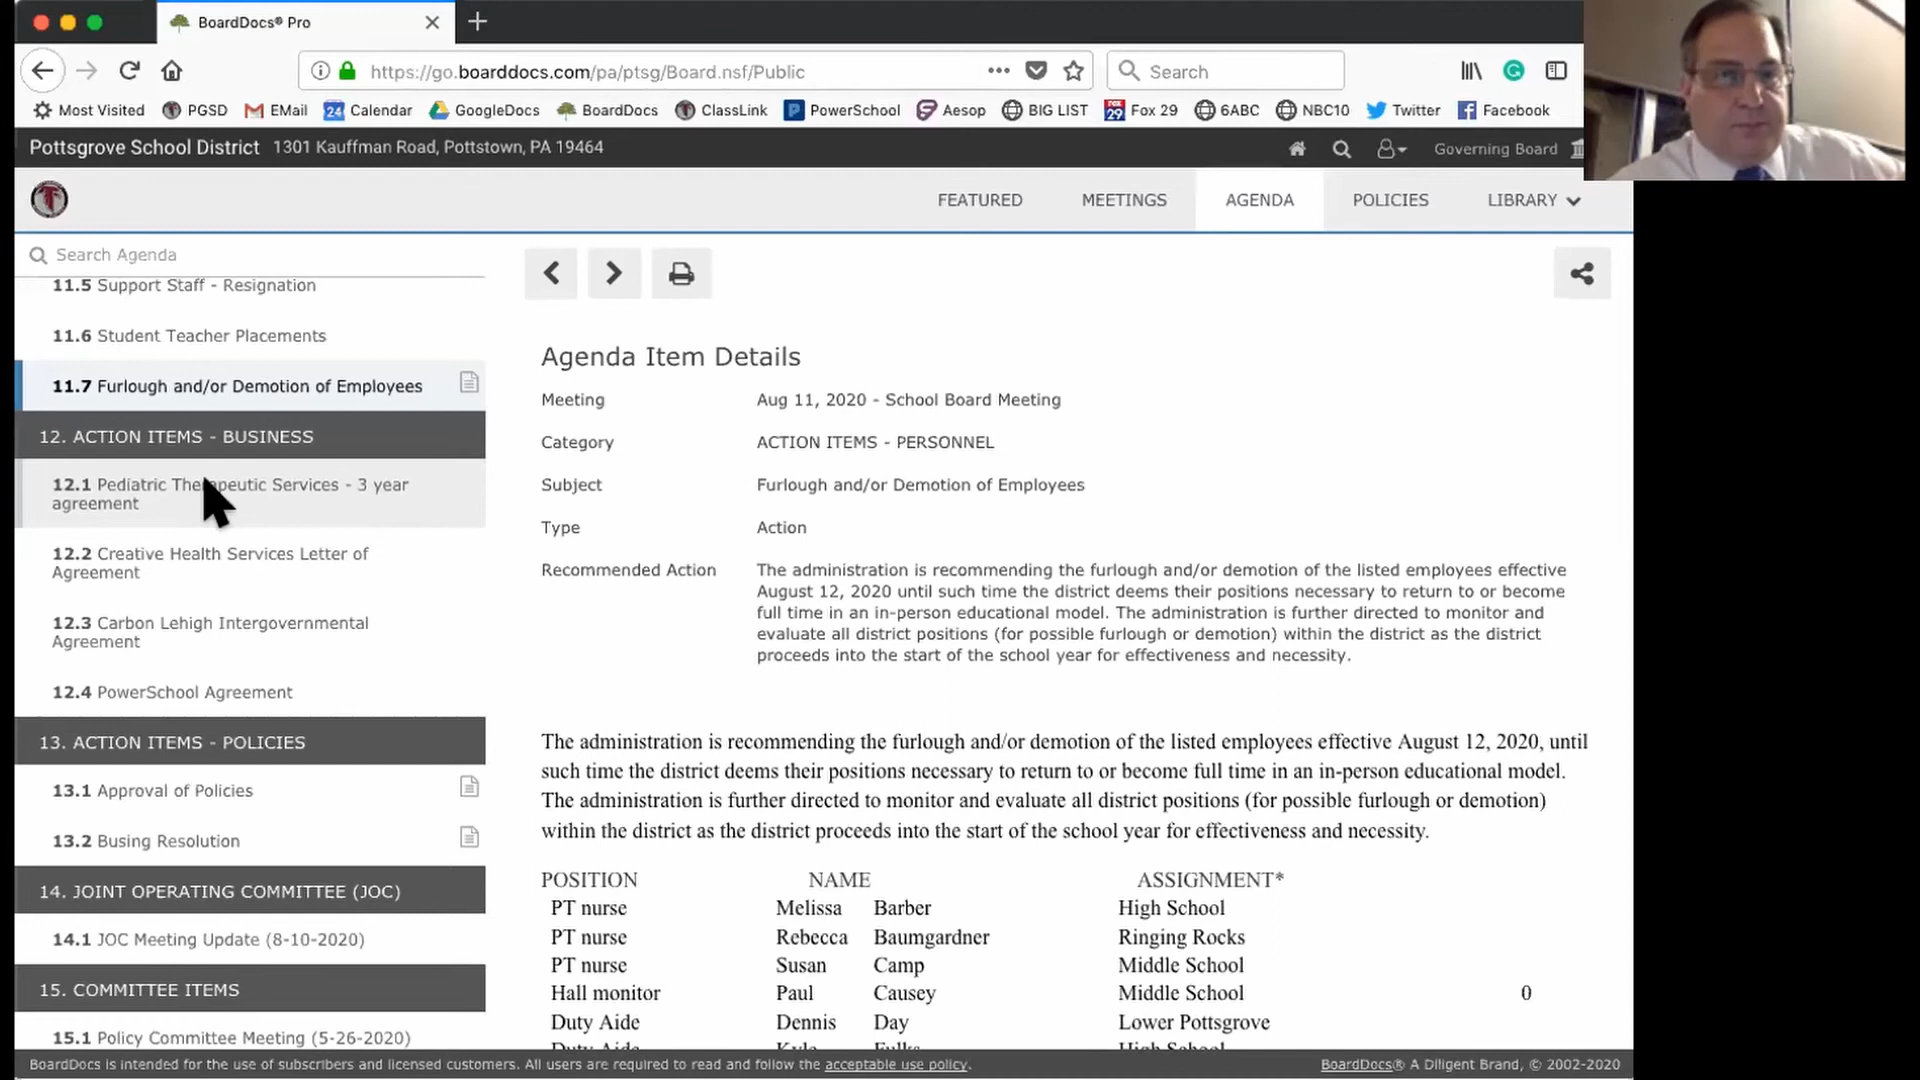 BoardDocs® Pro
https://go.boarddocs.com/pa/ptsg/Board.nsf/Public
Search
Most Visited PGSD EMail 24 Calendar GoogleDocs BoardDocs ClassLink PowerSchool Aesop BIG LIST Fox 29 6ABC NBC10 Twitter Facebook
Pottsgrove School District 1301 Kauffman Road, Pottstown, PA 19464
Governing Board
FEATURED MEETINGS AGENDA POLICIES LIBRARY
Search Agenda
11.5 Support Staff - Resignation
11.6 Student Teacher Placements
11.7 Furlough and/or Demotion of Employees
12. ACTION ITEMS - BUSINESS
12.1 Pediatric Therapeutic Services - 3 year
agreement
12.2 Creative Health Services Letter of
Agreement
12.3 Carbon Lehigh Intergovernmental
Agreement
12.4 PowerSchool Agreement
13. ACTION ITEMS - POLICIES
13.1 Approval of Policies
13.2 Busing Resolution
14. JOINT OPERATING COMMITTEE (JOC)
14.1 JOC Meeting Update (8-10-2020)
15. COMMITTEE ITEMS
15.1 Policy Committee Meeting (5-26-2020)
Agenda Item Details
Meeting Aug 11, 2020 - School Board Meeting
Category ACTION ITEMS - PERSONNEL
Subject Furlough and/or Demotion of Employees
Type Action
Recommended Action The administration is recommending the furlough and/or demotion of the listed employees effective
August 12, 2020 until such time the district deems their positions necessary to return to or become
full time in an in-person educational model. The administration is further directed to monitor and
evaluate all district positions (for possible furlough or demotion) within the district as the district
proceeds into the start of the school year for effectiveness and necessity.
The administration is recommending the furlough and/or demotion of the listed employees effective August 12, 2020, until
such time the district deems their positions necessary to return to or become full time in an in-person educational model.
The administration is further directed to monitor and evaluate all district positions (for possible furlough or demotion)
within the district as the district proceeds into the start of the school year for effectiveness and necessity.
POSITION NAME ASSIGNMENT*
PT nurse Melissa Barber High School
PT nurse Rebecca Baumgardner Ringing Rocks
PT nurse Susan Camp Middle School
Hall monitor Paul Causey Middle School 0
Duty Aide Dennis Day Lower Pottsgrove
Duty Aide Kyle Fulks High School
BoardDocs is intended for the use of subscribers and licensed customers. All users are required to read and follow the acceptable use policy.
BoardDocs® A Diligent Brand, © 2002-2020